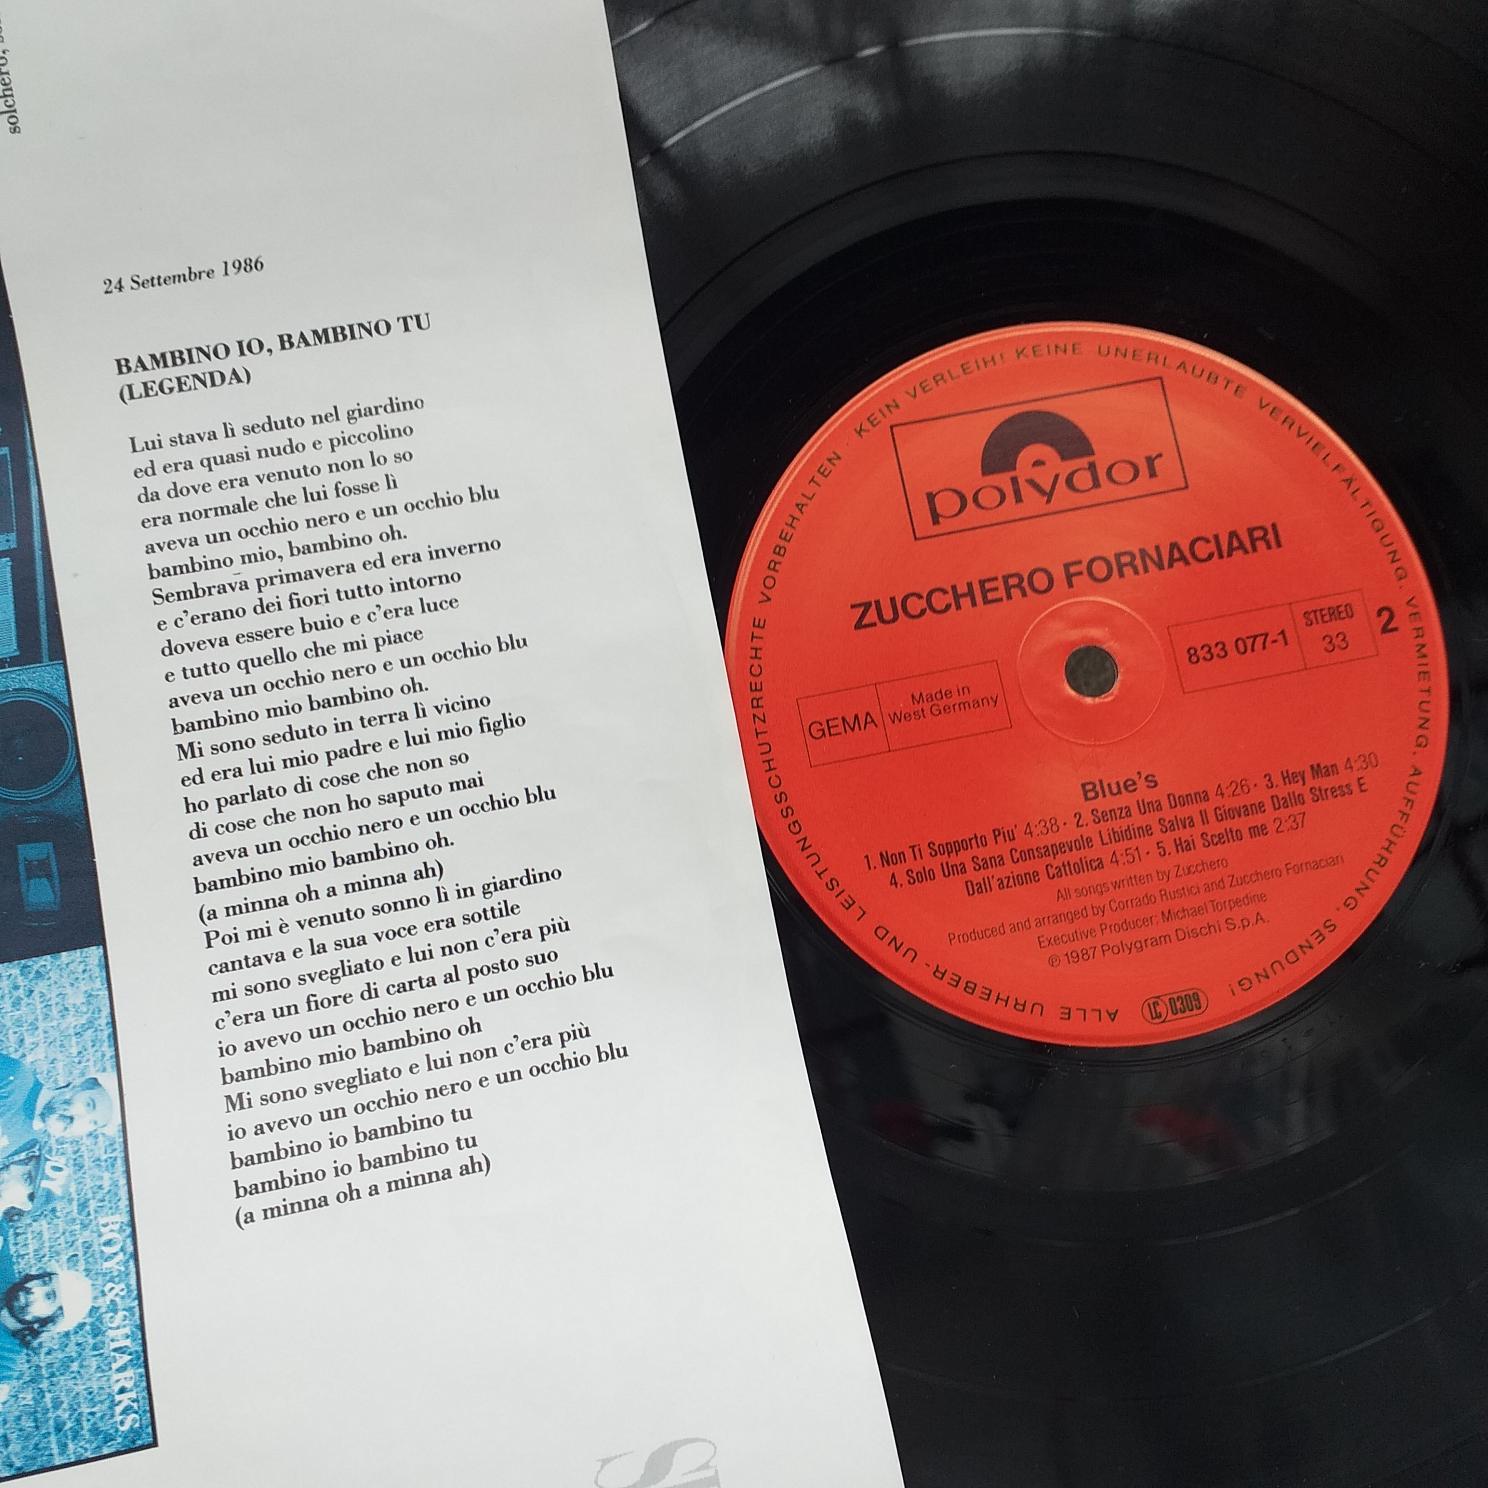 solchero,
24 Settembre 1986
BAMBINO IO, BAMBINO TU
(LEGENDA)
Lui stava lì seduto nel giardino
ed era quasi nudo e piccolino
da dove era venuto non lo so
era normale che lui fosse lì
aveva un occhio nero e un occhio blu
bambino mio, bambino oh.
Sembrava primavera ed era inverno
e c'erano dei fiori tutto intorno
doveva essere buio e c'era luce
e tutto quello che mi piace
aveva un occhio nero e un occhio blu
bambino mio bambino oh.
Mi sono seduto in terra lì vicino
ed era lui mio padre e lui mio figlio
ho parlato di cose che non so
di cose che non ho saputo mai
aveva un occhio nero e un occhio blu
bambino mio bambino oh.
(a minna oh a minna ah)
Poi mi è venuto sonno lì in giardino
cantava e la sua voce era sottile
mi sono svegliato e lui non c'era più
c'era un fiore di carta al posto suo
io avevo un occhio nero e un occhio blu
bambino mio bambino oh
Mi sono svegliato e lui non c'era più
io avevo un occhio nero e un occhio blu
bambino io bambino tu
bambino io bambino tu
(a minna oh a minna ah)
BOY & SHARKS
ALLE URHEBER- UND LEISTUNGSSCHUTZRECHTE VORBEHALTEN · KEIN VERLEIH! KEINE UNERLAUBTE VERVIELFÄLTIGUNG, VERMIETUNG, AUFFÜHRUNG, SENDUNG!
polydor
ZUCCHERO FORNACIARI
833 077-1
STEREO
33
2
GEMA
Made in
West Germany
Blue's
1. Non Ti Sopporto Piu' 4:38 · 2. Senza Una Donna 4:26 · 3. Hey Man 4:30
4. Solo Una Sana Consapevole Libidine Salva Il Giovane Dallo Stress E
Dall'azione Cattolica 4:51 · 5. Hai Scelto me 2:37
All songs written by Zucchero
Produced and arranged by Corrado Rustici and Zucchero Fornaciari
Executive Producer: Michael Torpedine
℗ 1987 Polygram Dischi S.p.A.
LC 0309